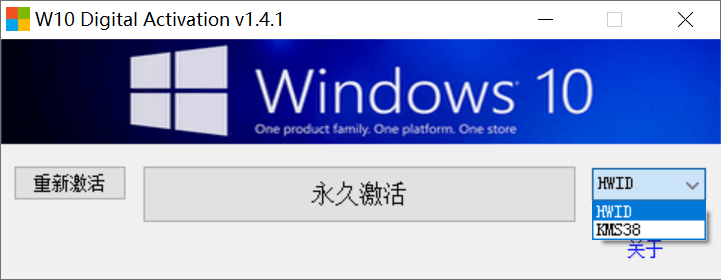 W10 Digital Activation v1.4.1
Windows 10
One product family. One platform. One store
重新激活
永久激活
HWID
HWID
KMS38
关于